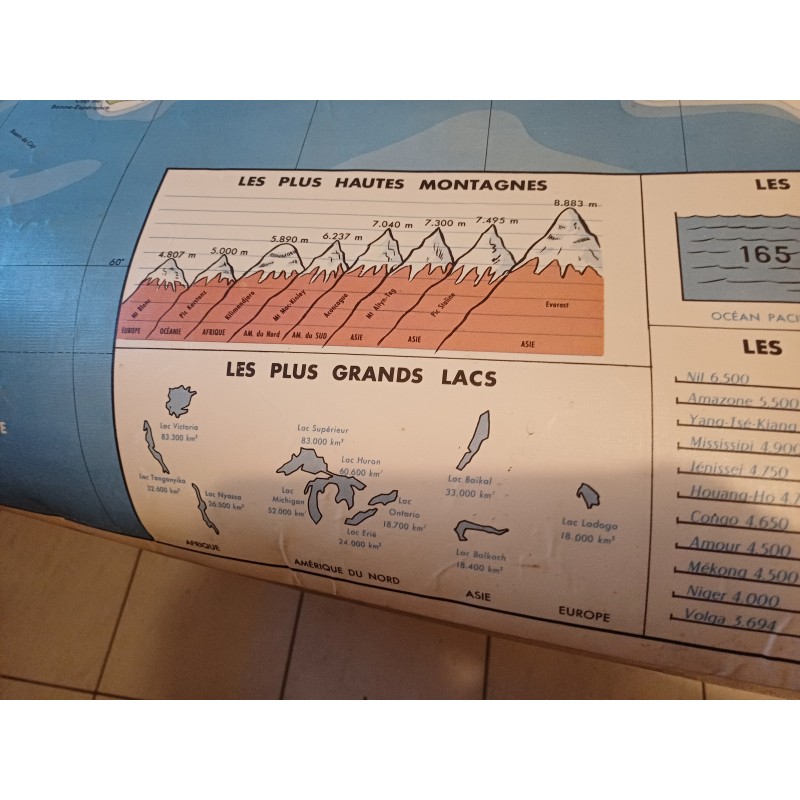 Bonne-Espérance
60°
LES PLUS HAUTES MONTAGNES
4.807 m
5.000 m
5.890 m
6.237 m
7.040 m
7.300 m
7.495 m
8.883 m
Mt Blanc
Pic Karstenz
Kilimandjaro
Mt Mac-Kinley
Aconcagua
Mt Altyn-Tag
Pic Staline
Everest
EUROPE
OCÉANIE
AFRIQUE
AM. du Nord
AM. du SUD
ASIE
ASIE
ASIE
LES PLUS GRANDS LACS
Lac Victoria
83.300 km²
Lac Tanganyika
32.600 km²
Lac Nyassa
26.500 km²
AFRIQUE
Lac Supérieur
83.000 km²
Lac Huron
60.600 km²
Lac
Michigan
52.000 km²
Lac
Ontario
18.700 km²
Lac Erié
24.000 km²
AMÉRIQUE DU NORD
Lac Baïkal
33.000 km²
Lac Balkach
18.400 km²
ASIE
Lac Ladoga
18.000 km²
EUROPE
LES
165
OCÉAN PACI
LES
Nil 6.500
Amazone 5.500
Yang-Tsé-Kiang
Mississipi 4.900
Iénisseï 4.750
Houang-Ho 4.7
Congo 4.650
Amour 4.500
Mékong 4.500
Niger 4.000
Volga 3.694
E